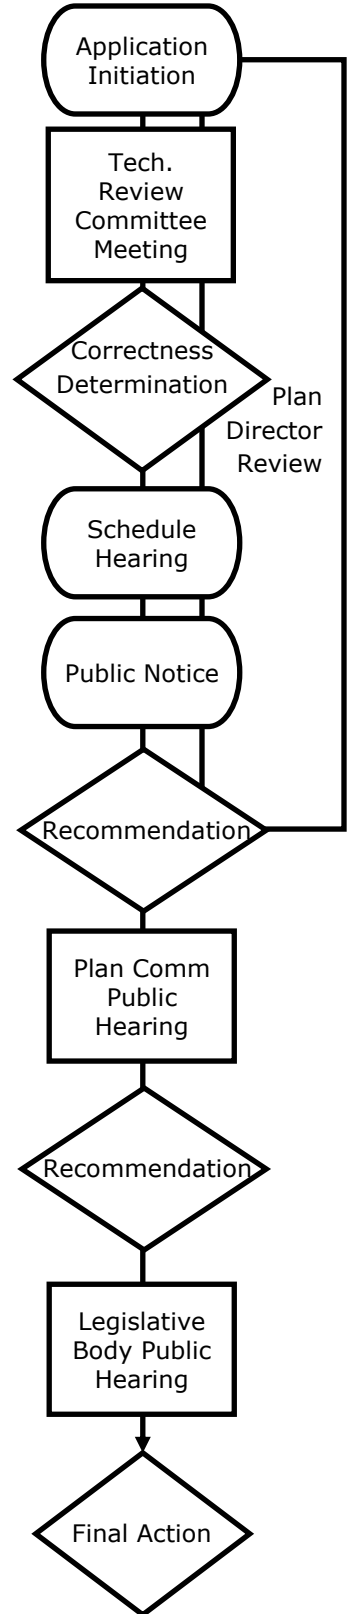 Application
Initiation
Tech.
Review
Committee
Meeting
Correctness
Determination
Plan
Director
Review
Schedule
Hearing
Public Notice
Recommendation
Plan Comm
Public
Hearing
Recommendation
Legislative
Body Public
Hearing
Final Action